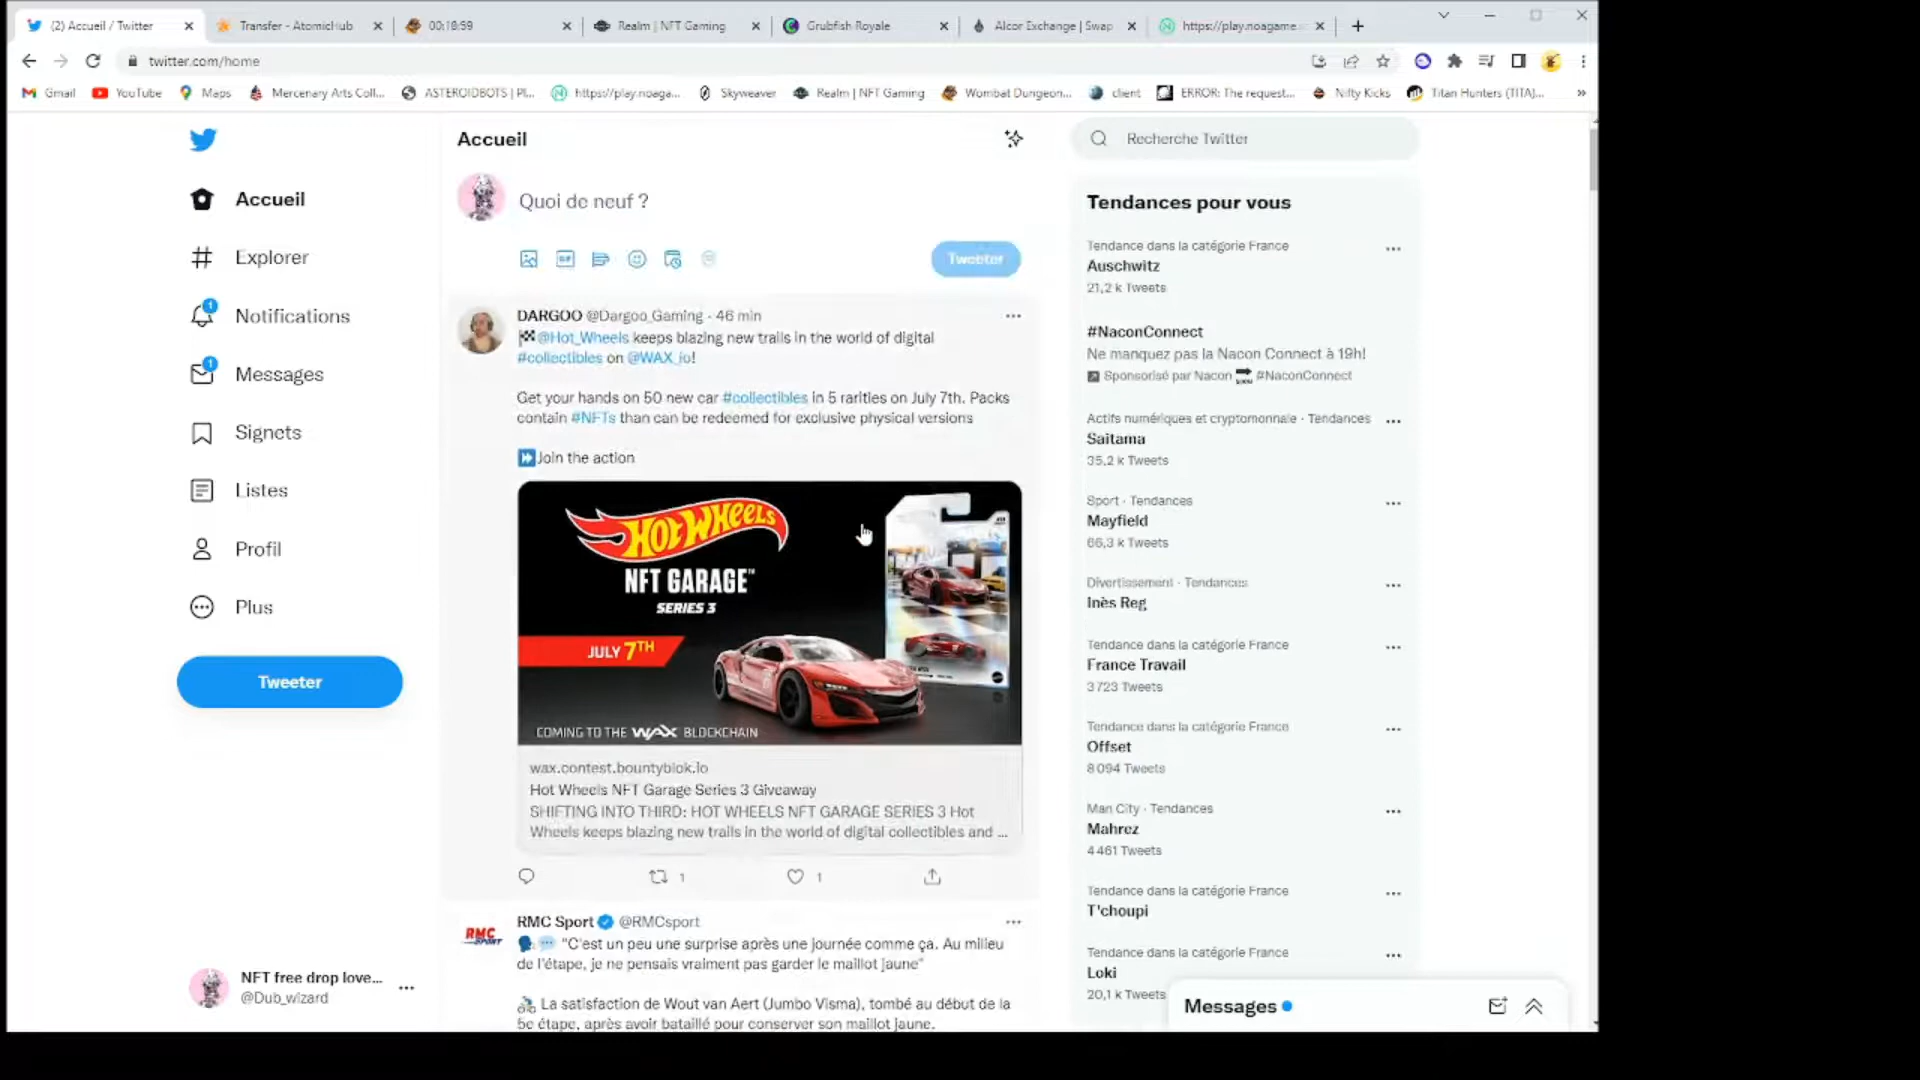 (2) Accueil / Twitter
Transfer - AtomicHub
00:18:59
Realm | NFT Gaming
Grubfish Royale
Alcor Exchange | Swap
https://play.noagame.
twitter.com/home
Gmail
YouTube
Maps
Mercenary Arts Coll...
ASTEROIDBOTS | Pl...
https://play.noaga...
Skyweaver
Realm | NFT Gaming
Wombat Dungeon...
client
ERROR: The request...
Nifty Kicks
Titan Hunters (TITA)...
»
Accueil
Explorer
1
Notifications
1
Messages
Signets
Listes
Profil
Plus
Tweeter
NFT free drop love...
@Dub_wizard
Accueil
Quoi de neuf ?
GIF
Tweeter
DARGOO @Dargoo_Gaming · 46 min
@Hot_Wheels keeps blazing new trails in the world of digital
#collectibles on @WAX_io!
Get your hands on 50 new car #collectibles in 5 rarities on July 7th. Packs
contain #NFTs than can be redeemed for exclusive physical versions
Join the action
HOT WHEELS
NFT GARAGE™
SERIES 3
JULY 7TH
COMING TO THE WAX BLOCKCHAIN
wax.contest.bountyblok.io
Hot Wheels NFT Garage Series 3 Giveaway
SHIFTING INTO THIRD: HOT WHEELS NFT GARAGE SERIES 3 Hot
Wheels keeps blazing new trails in the world of digital collectibles and ...
1
1
RMC SPORT
RMC Sport @RMCsport
"C'est un peu une surprise après une journée comme ça. Au milieu
de l'étape, je ne pensais vraiment pas garder le maillot jaune"
La satisfaction de Wout van Aert (Jumbo Visma), tombé au début de la
5e étape, après avoir bataillé pour conserver son maillot jaune.
Recherche Twitter
Tendances pour vous
Tendance dans la catégorie France
Auschwitz
21,2 k Tweets
#NaconConnect
Ne manquez pas la Nacon Connect à 19h!
Sponsorisé par Nacon #NaconConnect
Actifs numériques et cryptomonnaie · Tendances
Saitama
35,2 k Tweets
Sport · Tendances
Mayfield
66,3 k Tweets
Divertissement · Tendances
Inès Reg
Tendance dans la catégorie France
France Travail
3 723 Tweets
Tendance dans la catégorie France
Offset
8 094 Tweets
Man City · Tendances
Mahrez
4 461 Tweets
Tendance dans la catégorie France
T'choupi
Tendance dans la catégorie France
Loki
20,1 k Tweets
Messages